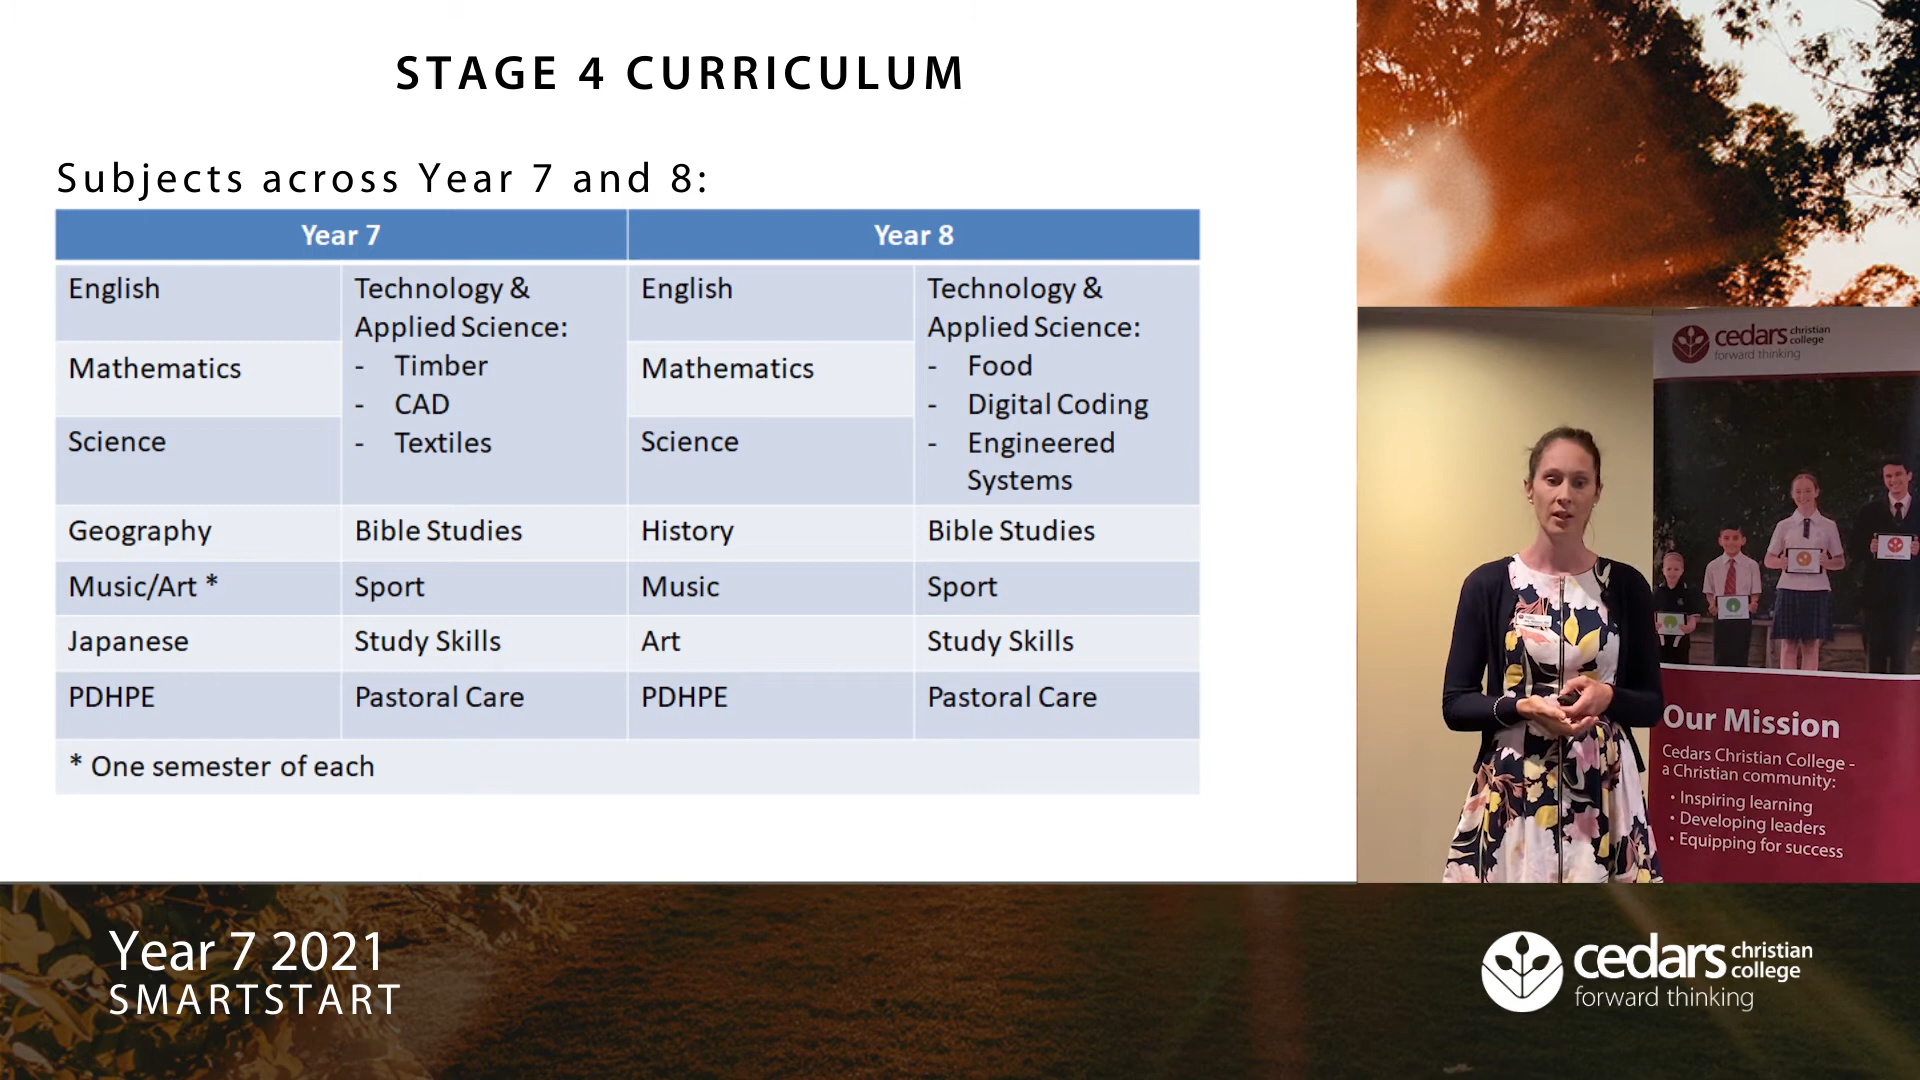 STAGE 4 CURRICULUM
Subjects across Year 7 and 8:
Year 7
Year 8
English
Technology &
Applied Science:
- Timber
- CAD
- Textiles
English
Technology &
Applied Science:
- Food
- Digital Coding
- Engineered
Systems
Mathematics
Mathematics
Science
Science
Geography
Bible Studies
History
Bible Studies
Music/Art *
Sport
Music
Sport
Japanese
Study Skills
Art
Study Skills
PDHPE
Pastoral Care
PDHPE
Pastoral Care
* One semester of each
cedars christian
college
forward thinking
Our Mission
Cedars Christian College -
a Christian community:
• Inspiring learning
• Developing leaders
• Equipping for success
Year 7 2021
SMARTSTART
cedars christian
college
forward thinking